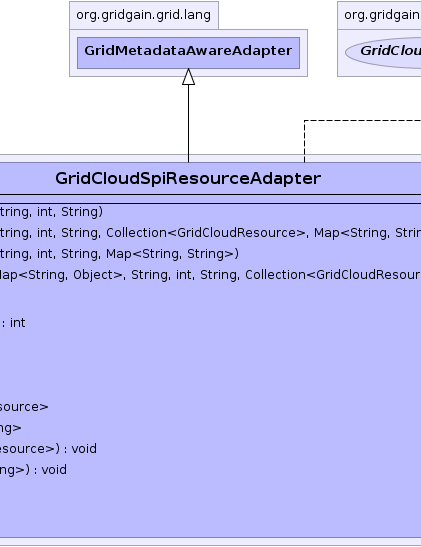 org.gridgain.grid.lang
org.gridgain
GridMetadataAwareAdapter
GridClou
GridCloudSpiResourceAdapter
tring, int, String)
tring, int, String, Collection<GridCloudResource>, Map<String, Strin
tring, int, String, Map<String, String>)
Map<String, Object>, String, int, String, Collection<GridCloudResour
: int
source>
ng>
esource>) : void
ng>) : void